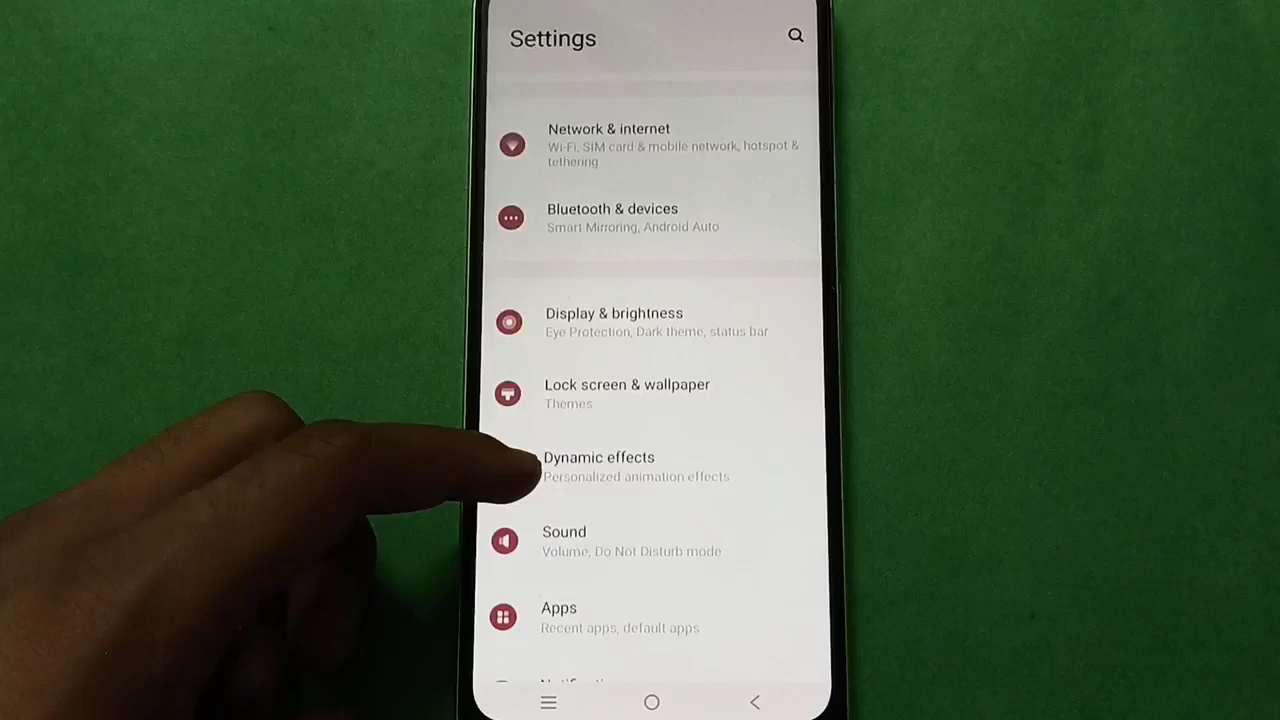 Settings
Network & internet
Wi-Fi, SIM card & mobile network, hotspot &
tethering
Bluetooth & devices
Smart Mirroring, Android Auto
Display & brightness
Eye Protection, Dark theme, status bar
Lock screen & wallpaper
Themes
Dynamic effects
Personalized animation effects
Sound
Volume, Do Not Disturb mode
Apps
Recent apps, default apps